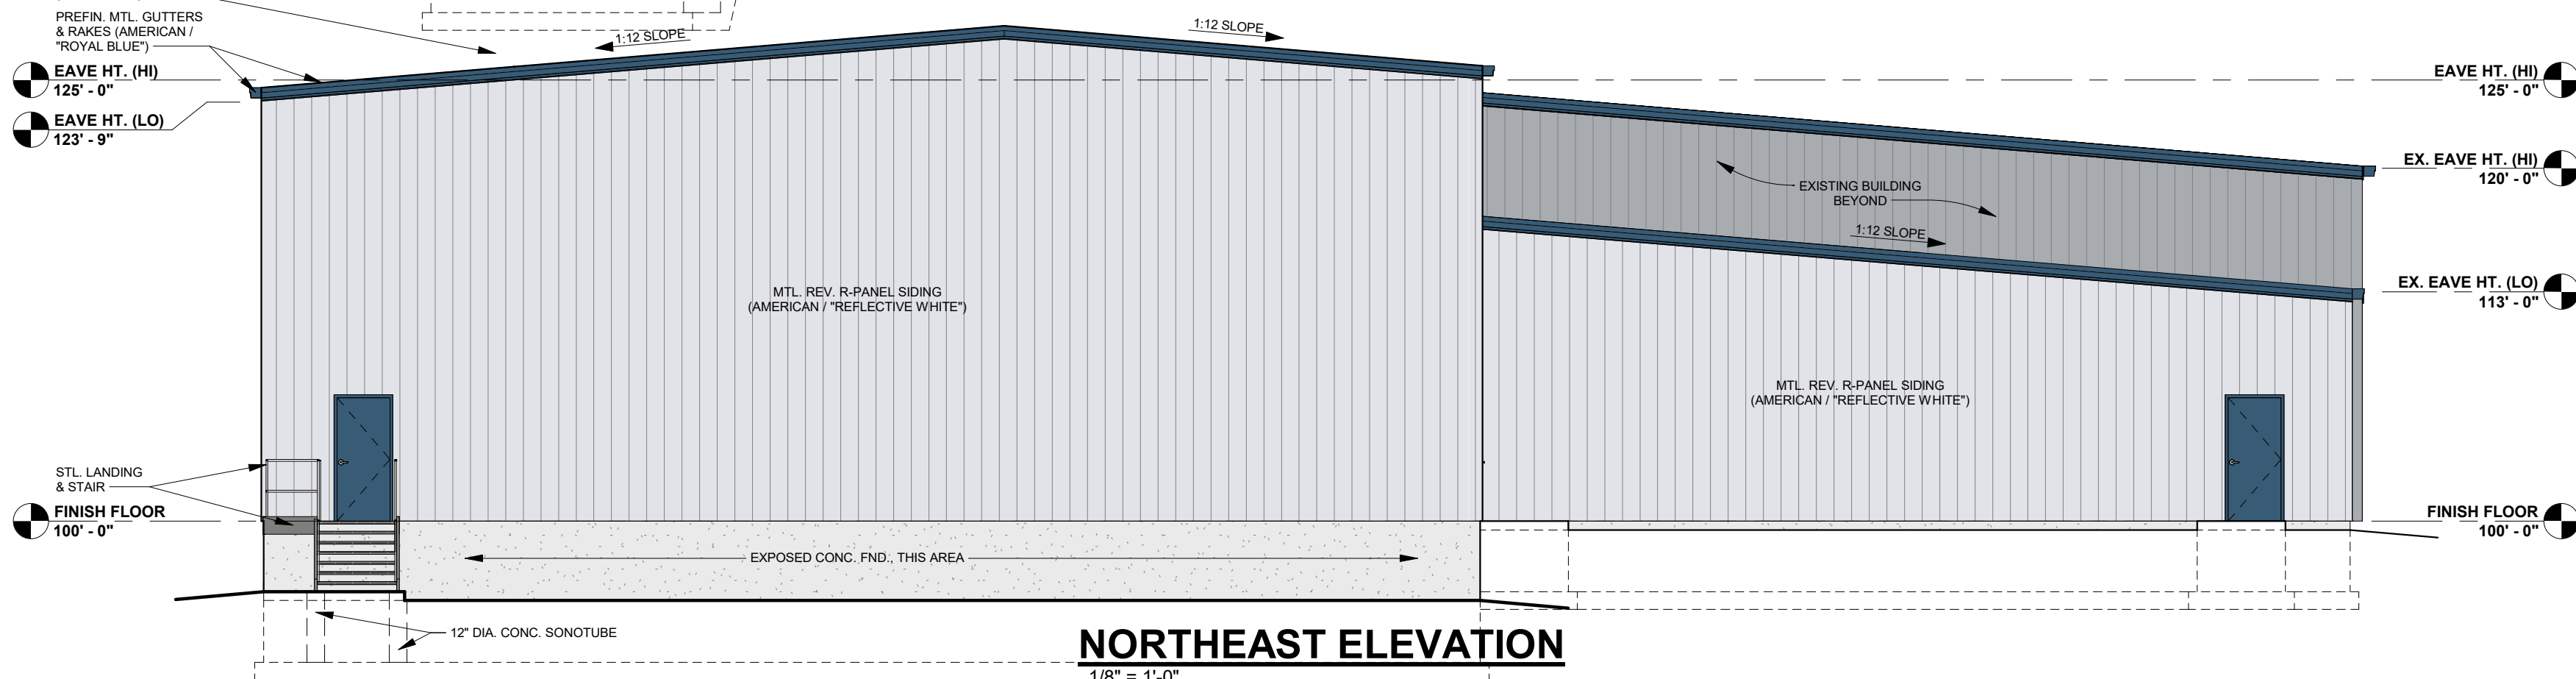 PREFIN. MTL. GUTTERS
& RAKES (AMERICAN /
"ROYAL BLUE")
1:12 SLOPE
1:12 SLOPE
EAVE HT. (HI)
125' - 0"
EAVE HT. (LO)
123' - 9"
EAVE HT. (HI)
125' - 0"
EX. EAVE HT. (HI)
120' - 0"
EXISTING BUILDING
BEYOND
1:12 SLOPE
EX. EAVE HT. (LO)
113' - 0"
MTL. REV. R-PANEL SIDING
(AMERICAN / "REFLECTIVE WHITE")
MTL. REV. R-PANEL SIDING
(AMERICAN / "REFLECTIVE WHITE")
STL. LANDING
& STAIR
FINISH FLOOR
100' - 0"
FINISH FLOOR
100' - 0"
EXPOSED CONC. FND., THIS AREA
12" DIA. CONC. SONOTUBE
NORTHEAST ELEVATION
1/8" = 1'-0"